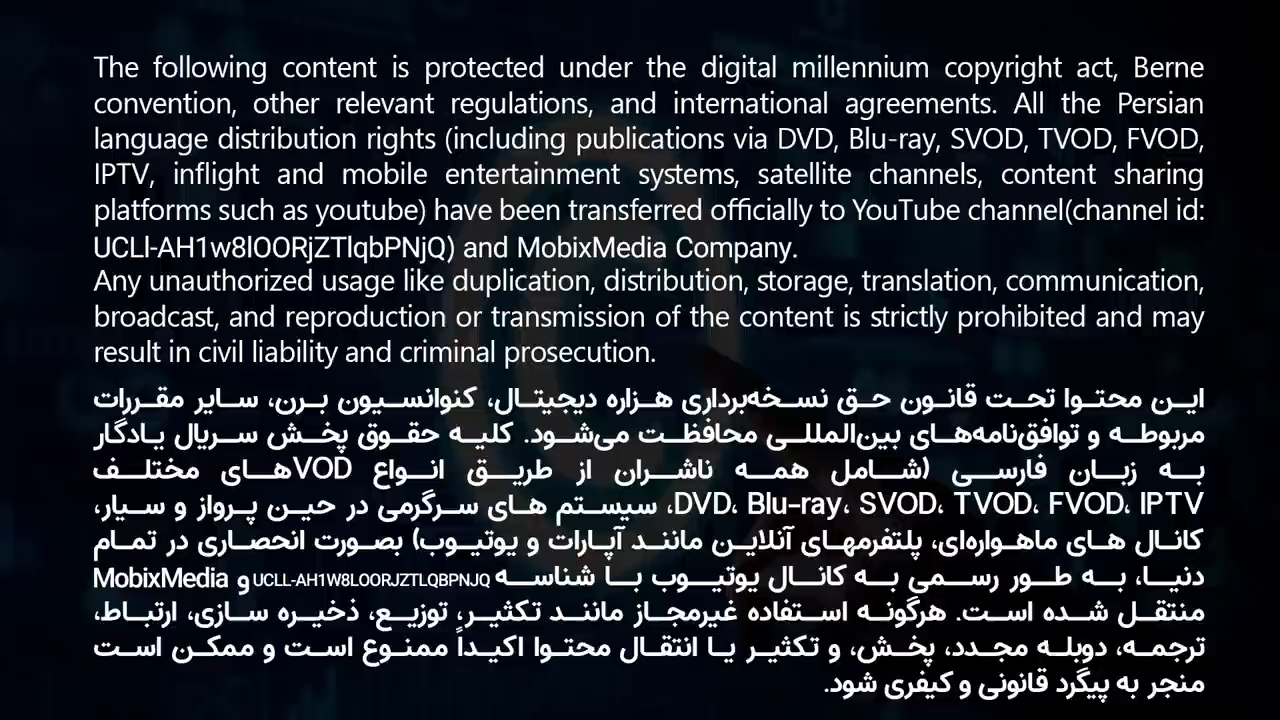 The following content is protected under the digital millennium copyright act, Berne
convention, other relevant regulations, and international agreements. All the Persian
language distribution rights (including publications via DVD, Blu-ray, SVOD, TVOD, FVOD,
IPTV, inflight and mobile entertainment systems, satellite channels, content sharing
platforms such as youtube) have been transferred officially to YouTube channel(channel id:
UCLl-AH1w8lOORjZTlqbPNjQ) and MobixMedia Company.
Any unauthorized usage like duplication, distribution, storage, translation, communication,
broadcast, and reproduction or transmission of the content is strictly prohibited and may
result in civil liability and criminal prosecution.
این محتوا تحت قانون حق نسخه‌برداری هزاره دیجیتال، کنوانسیون برن، سایر مقررات
مربوطه و توافق‌نامه‌های بین‌المللی محافظت می‌شود. کلیه حقوق پخش سریال یادگار
به زبان فارسی (شامل همه ناشران از طریق انواع VODهای مختلف
DVD، Blu-ray، SVOD، TVOD، FVOD، IPTV، سیستم های سرگرمی در حین پرواز و سیار،
کانال های ماهواره‌ای، پلتفرمهای آنلاین مانند آپارات و یوتیوب) بصورت انحصاری در تمام
دنیا، به طور رسمی به کانال یوتیوب با شناسه UCLL-AH1W8LOORJZTLQBPNJQ و MobixMedia
منتقل شده است. هرگونه استفاده غیرمجاز مانند تکثیر، توزیع، ذخیره سازی، ارتباط،
ترجمه، دوبله مجدد، پخش، و تکثیر یا انتقال محتوا اکیداً ممنوع است و ممکن است
منجر به پیگرد قانونی و کیفری شود.